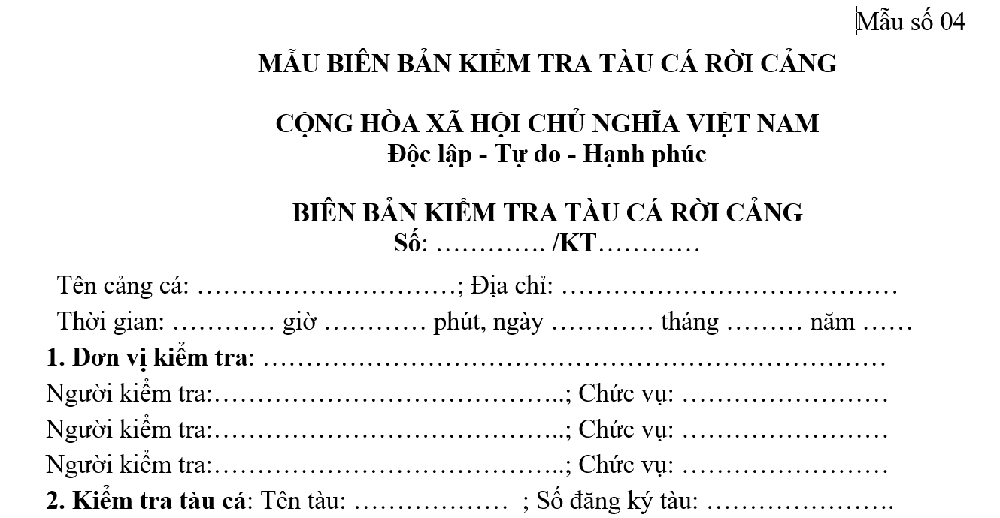 Mẫu số 04
MẪU BIÊN BẢN KIỂM TRA TÀU CÁ RỜI CẢNG
CỘNG HÒA XÃ HỘI CHỦ NGHĨA VIỆT NAM
Độc lập - Tự do - Hạnh phúc
BIÊN BẢN KIỂM TRA TÀU CÁ RỜI CẢNG
Số: …………. /KT…………
Tên cảng cá: …………………………; Địa chỉ: …………………………………
Thời gian: ………… giờ ………… phút, ngày ………… tháng ……… năm ……
1. Đơn vị kiểm tra: ………………………………………………………………
Người kiểm tra:…………………………………..; Chức vụ: ……………………
Người kiểm tra:…………………………………..; Chức vụ: ……………………
Người kiểm tra:…………………………………..; Chức vụ: ……………………
2. Kiểm tra tàu cá: Tên tàu: ……………… ; Số đăng ký tàu: ………………….